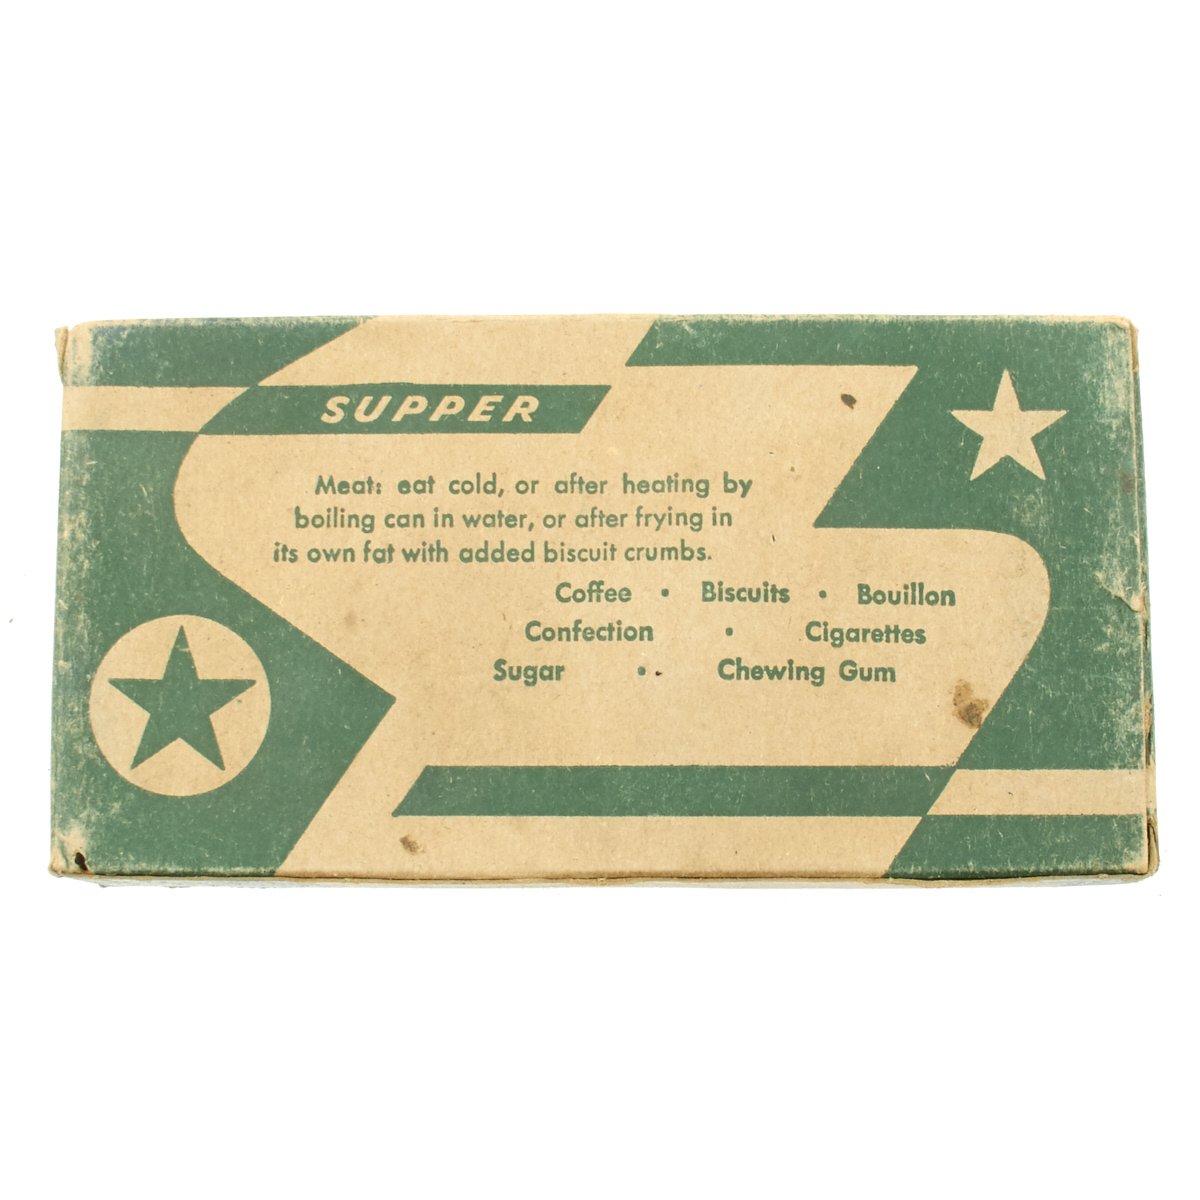 SUPPER
Meat: eat cold, or after heating by
boiling can in water, or after frying in
its own fat with added biscuit crumbs.
Coffee • Biscuits • Bouillon
Confection • Cigarettes
Sugar • Chewing Gum